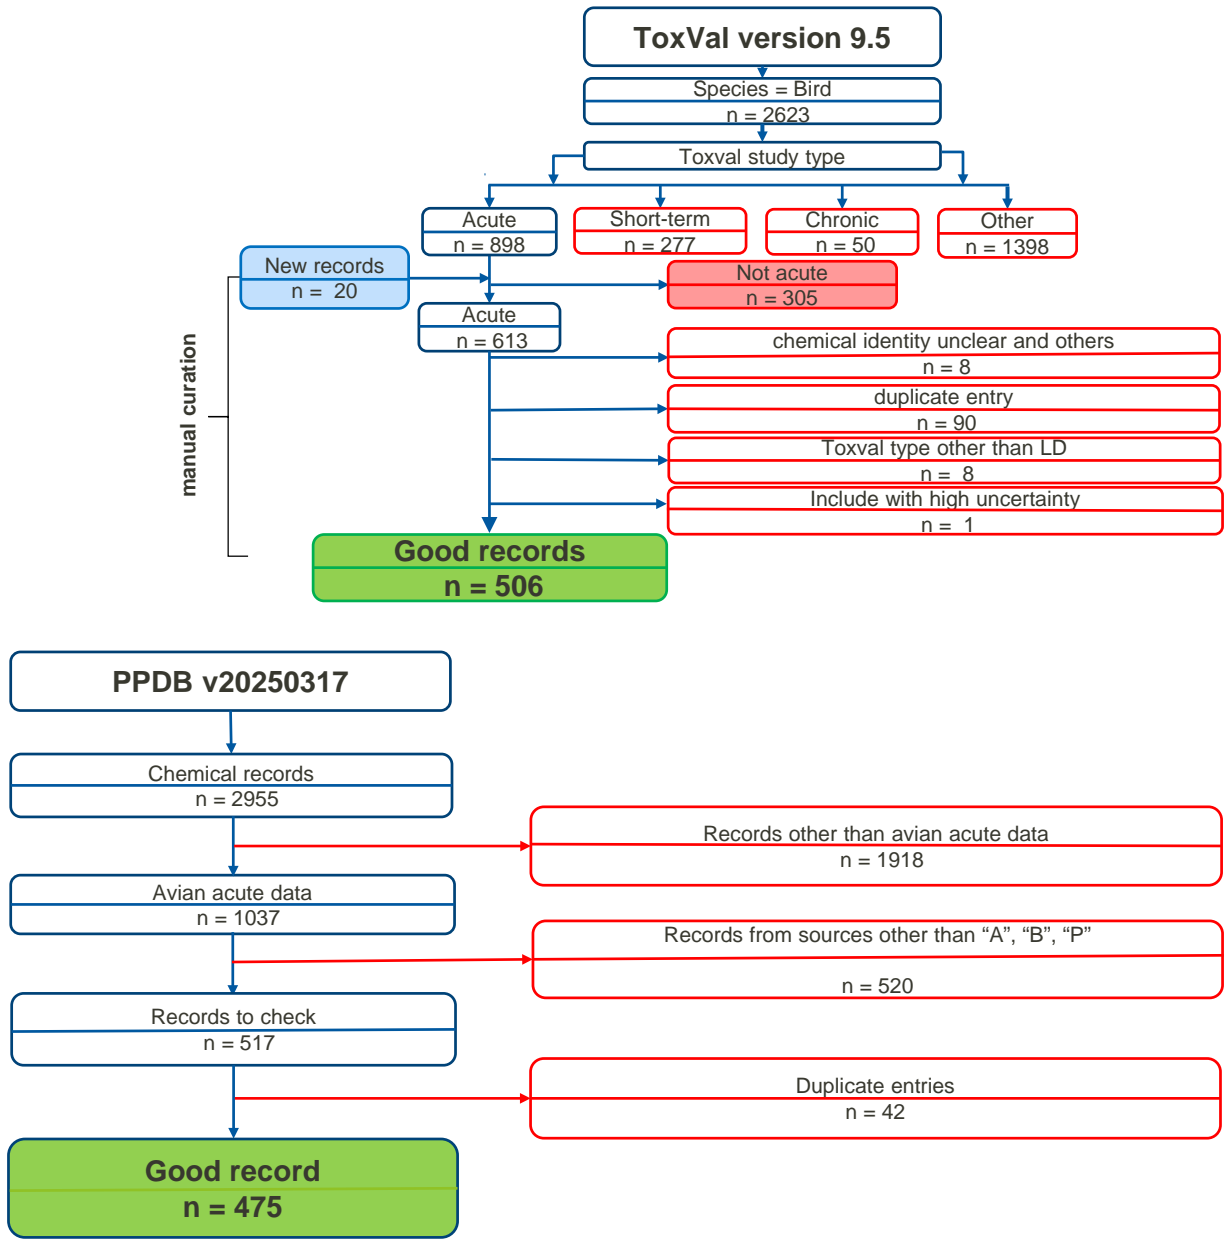 ToxVal version 9.5
Species = Bird
n = 2623
Toxval study type
Acute
n = 898
Short-term
n = 277
Chronic
n = 50
Other
n = 1398
New records
n =  20
Not acute
n = 305
Acute
n = 613
manual curation
chemical identity unclear and others
n = 8
duplicate entry
n = 90
Toxval type other than LD
n =  8
Include with high uncertainty
n =  1
Good records
n = 506
PPDB v20250317
Chemical records
n = 2955
Records other than avian acute data
n = 1918
Avian acute data
n = 1037
Records from sources other than “A”, “B”, “P”
n = 520
Records to check
n = 517
Duplicate entries
n = 42
Good record
n = 475